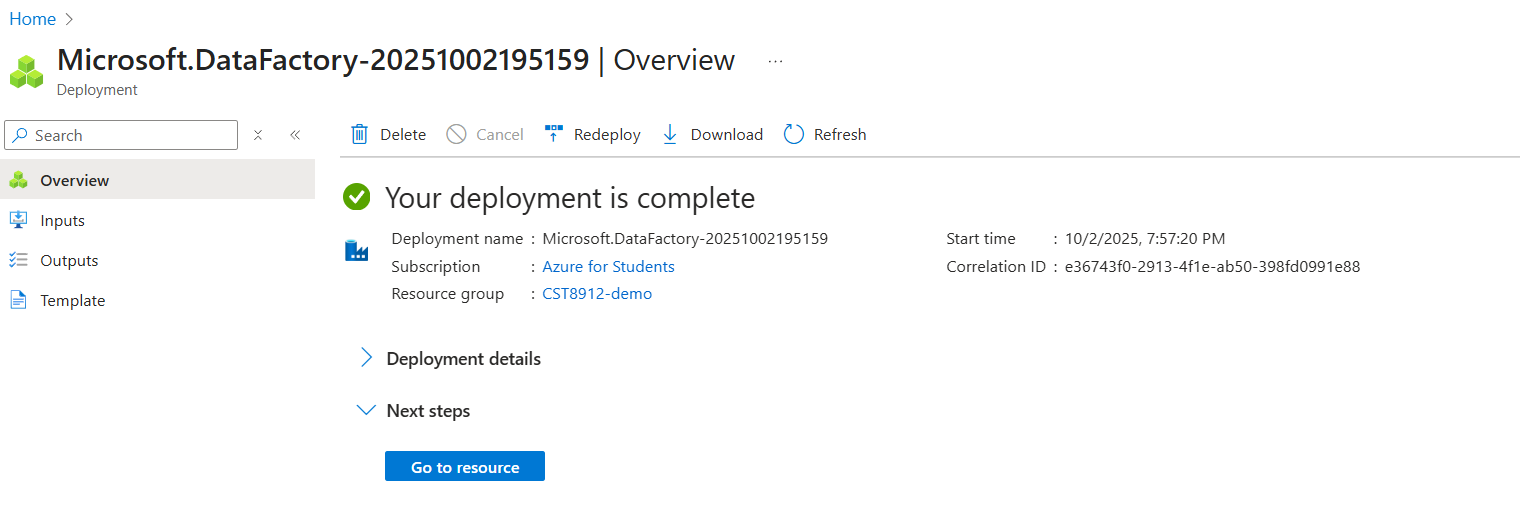 Home
Microsoft.DataFactory-20251002195159 | Overview ...
Deployment
Search
Delete Cancel Redeploy Download Refresh
Overview
Inputs
Outputs
Template
Your deployment is complete
Deployment name : Microsoft.DataFactory-20251002195159 Start time : 10/2/2025, 7:57:20 PM
Subscription : Azure for Students Correlation ID : e36743f0-2913-4f1e-ab50-398fd0991e88
Resource group : CST8912-demo
Deployment details
Next steps
Go to resource